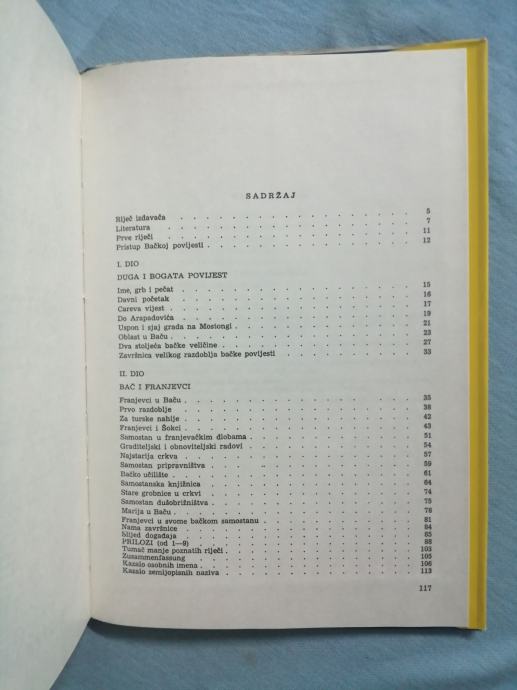 SADRŽAJ
Riječ izdavača . . . . . . . . . . . . . . . 5
Literatura . . . . . . . . . . . . . . . 7
Prve riječi . . . . . . . . . . . . . . . 11
Pristup Bačkoj povijesti . . . . . . . . . . . . . 12
I. DIO
DUGA I BOGATA POVIJEST
Ime, grb i pečat . . . . . . . . . . . . . . 15
Davni početak . . . . . . . . . . . . . . 16
Careva vijest . . . . . . . . . . . . . . 17
Do Arapadovića . . . . . . . . . . . . . . 19
Uspon i sjaj grada na Mostongi . . . . . . . . . . . 21
Oblast u Baču . . . . . . . . . . . . . . 23
Dva stoljeća bačke veličine . . . . . . . . . . . . 27
Završnica velikog razdoblja bačke povijesti . . . . . . . . 33
II. DIO
BAČ I FRANJEVCI
Franjevci u Baču . . . . . . . . . . . . . . 35
Prvo razdoblje . . . . . . . . . . . . . . 38
Za turske nahije . . . . . . . . . . . . . . 42
Franjevci i Šokci . . . . . . . . . . . . . . 43
Samostan u franjevačkim diobama . . . . . . . . . . 51
Graditeljski i obnoviteljski radovi . . . . . . . . . . 54
Najstarija crkva . . . . . . . . . . . . . . 57
Samostan pripravništva . . . . . . . . . . . . 59
Bačko učilište . . . . . . . . . . . . . . 61
Samostanska knjižnica . . . . . . . . . . . . 64
Stare grobnice u crkvi . . . . . . . . . . . . 74
Samostan dušobrižništva . . . . . . . . . . . . 75
Marija u Baču . . . . . . . . . . . . . . 78
Franjevci u svome bačkom samostanu . . . . . . . . . 81
Nama završnice . . . . . . . . . . . . . . 84
Slijed događaja . . . . . . . . . . . . . . 85
PRILOZI (od 1—9) . . . . . . . . . . . . . . 88
Tumač manje poznatih riječi . . . . . . . . . . . . 103
Zusammenfassung . . . . . . . . . . . . . . 105
Kazalo osobnih imena . . . . . . . . . . . . . 106
Kazalo zemljopisnih naziva . . . . . . . . . . . . 113
117